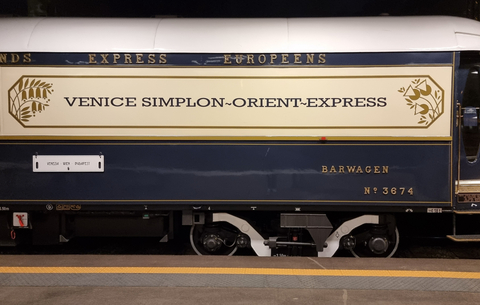 NDS EXPRESS EUROPEENS
VENICE SIMPLON~ORIENT~EXPRESS
BARWAGEN
No 3674